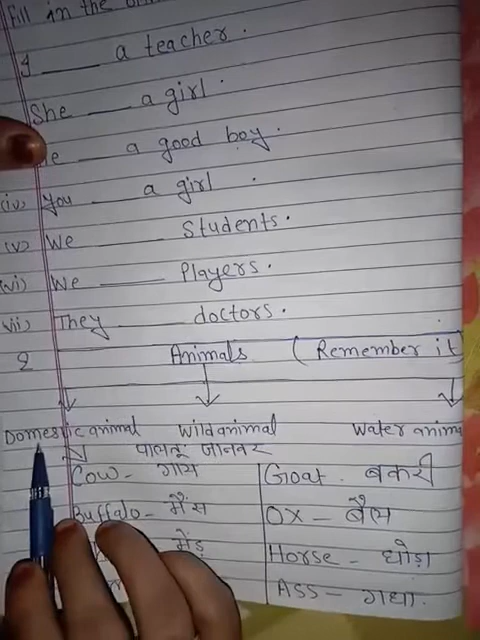 fill in the
I ____ a teacher.
She ____ a girl.
He ____ a good boy.
(iv) You ____ a girl.
(v) We ____ Students.
(vi) We ____ Players.
(vii) They ____ doctors.
2 Animals (Remember it
Domestic animal Wild animal Water anima
पालतू जानवर
Cow - गाय Goat. बकरी
Buffalo - भैंस Ox - बैल
भेड़ Horse - घोड़ा
Ass - गधा.